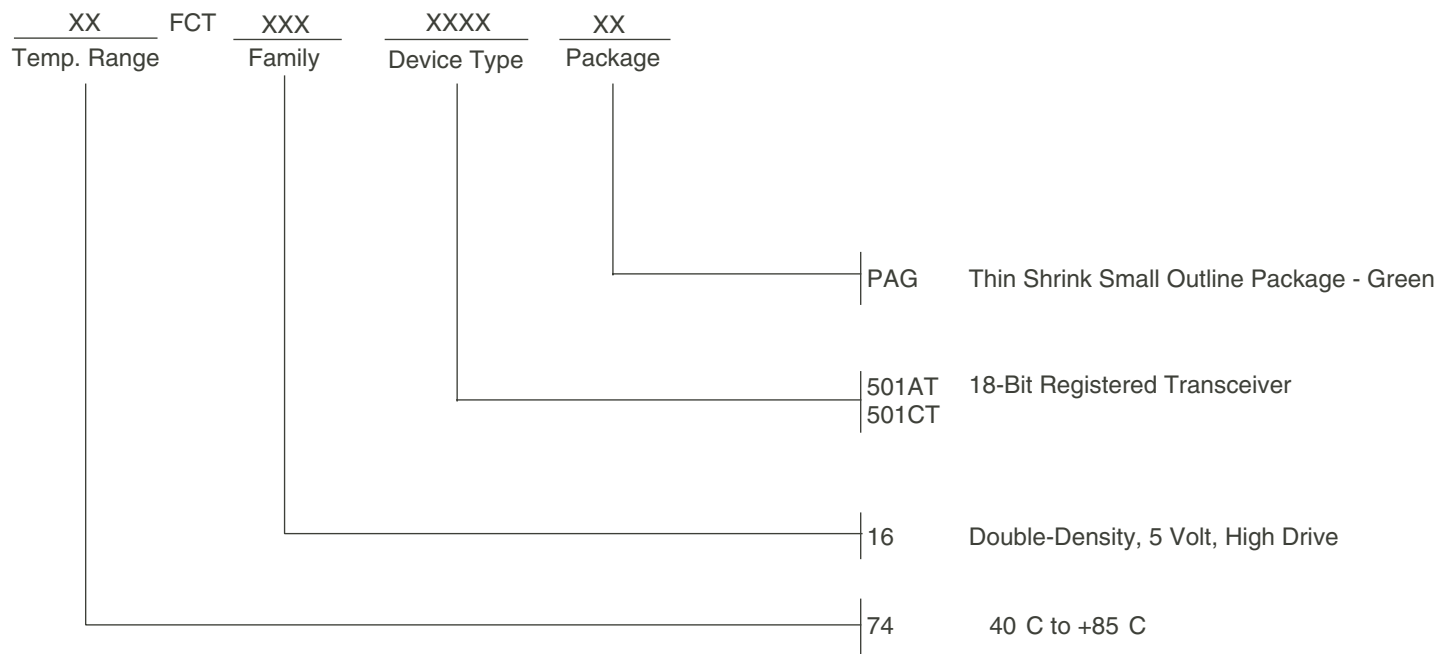 XX FCT XXX XXXX XX
Temp. Range Family Device Type Package
PAG Thin Shrink Small Outline Package - Green
501AT 18-Bit Registered Transceiver
501CT
16 Double-Density, 5 Volt, High Drive
74 40 C to +85 C